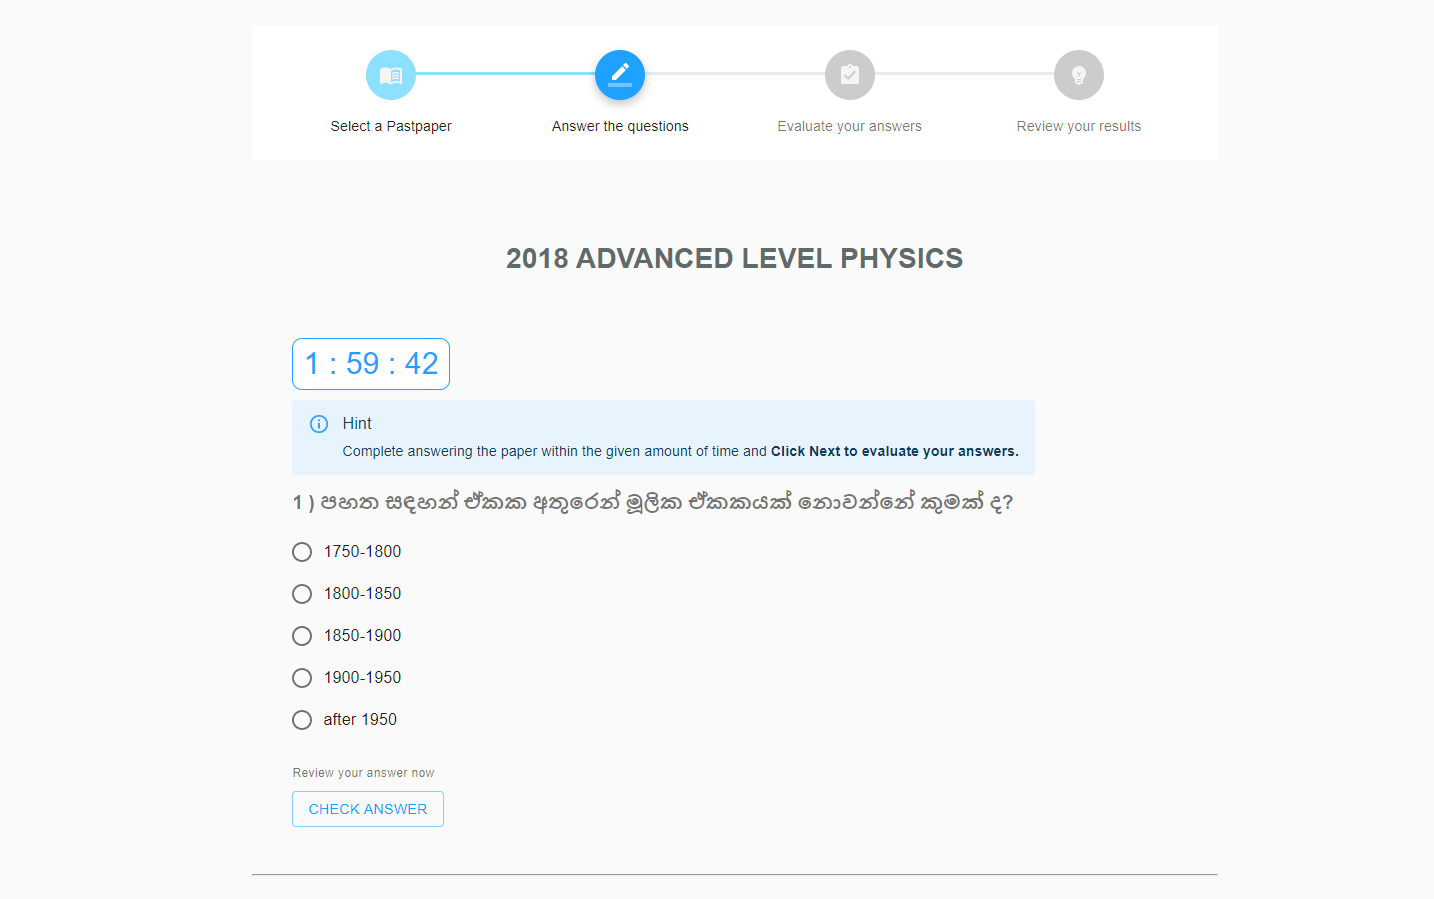 Select a Pastpaper
Answer the questions
Evaluate your answers
Review your results
2018 ADVANCED LEVEL PHYSICS
1 : 59 : 42
Hint
Complete answering the paper within the given amount of time and Click Next to evaluate your answers.
1 ) පහත සඳහන් ඒකක අතුරෙන් මූලික ඒකකයක් නොවන්නේ කුමක් ද?
1750-1800
1800-1850
1850-1900
1900-1950
after 1950
Review your answer now
CHECK ANSWER